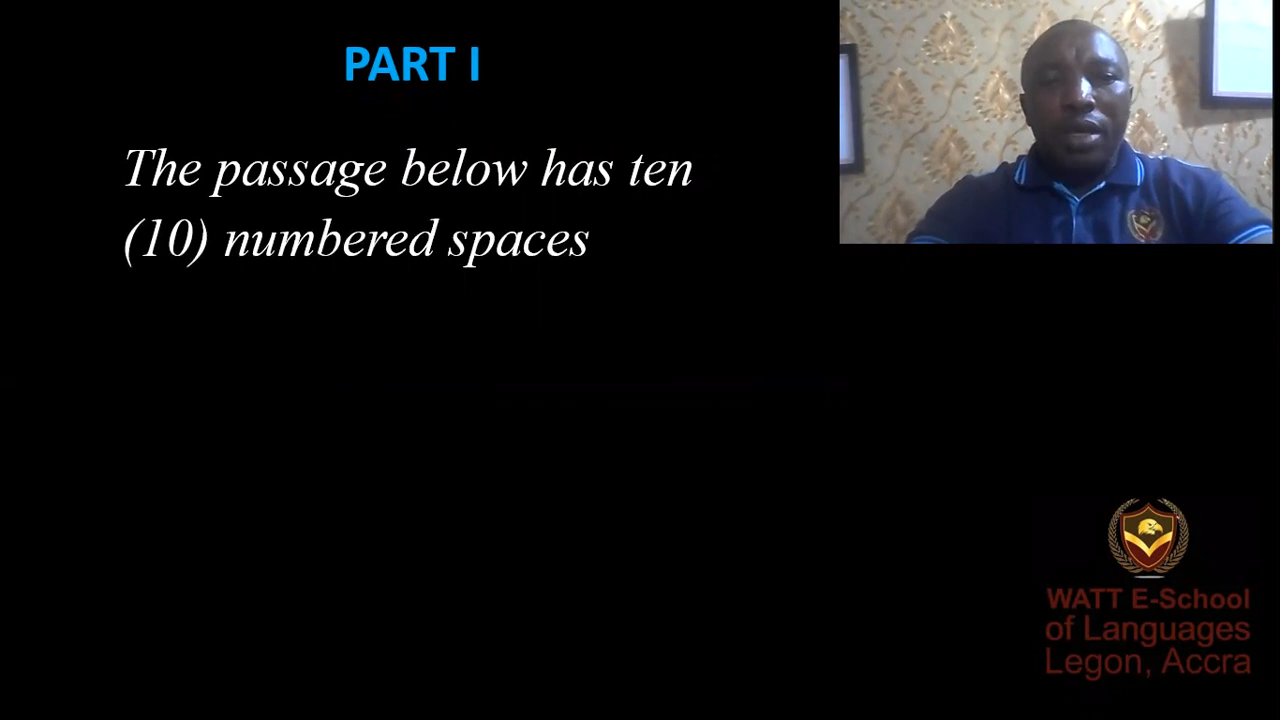 PART I
The passage below has ten
(10) numbered spaces
WATT E-School
of Languages
Legon, Accra